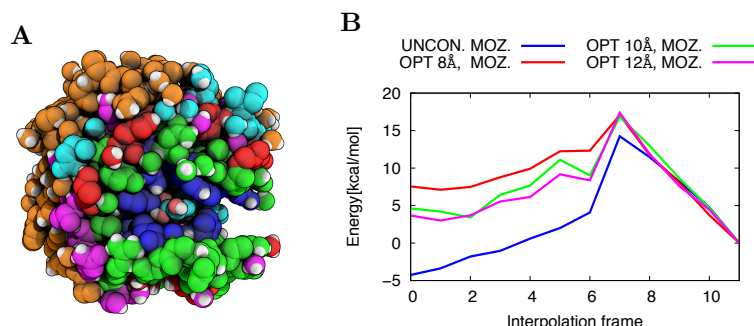 A
B
UNCON. MOZ.
OPT 10Å, MOZ.
OPT 8Å, MOZ.
OPT 12Å, MOZ.
Energy[kcal/mol]
20
15
10
5
0
−5
0 2 4 6 8 10
Interpolation frame